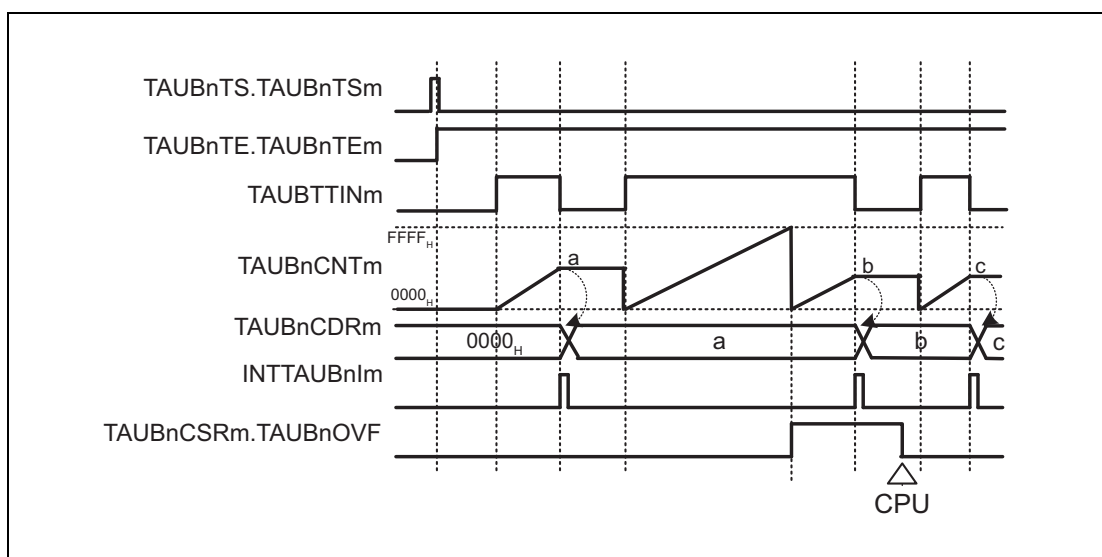 TAUBnTS.TAUBnTSm
TAUBnTE.TAUBnTEm
TAUBTTINm
FFFFH
TAUBnCNTm
a
b
c
0000H
TAUBnCDRm
0000H
a
b
c
INTTAUBnIm
TAUBnCSRm.TAUBnOVF
CPU